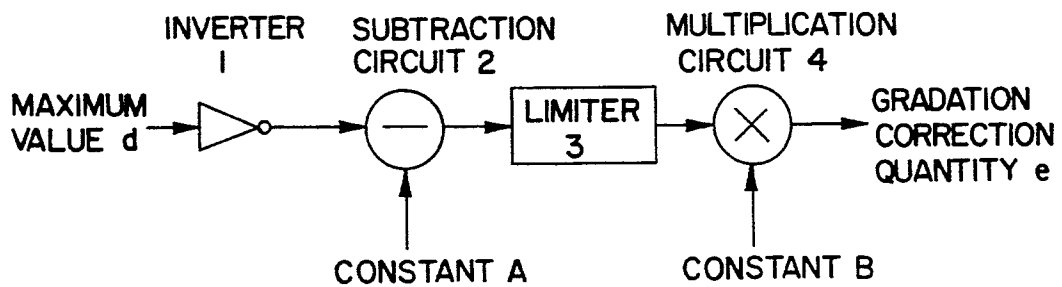 INVERTER
1
SUBTRACTION
CIRCUIT 2
MULTIPLICATION
CIRCUIT 4
MAXIMUM
VALUE d
LIMITER
3
GRADATION
CORRECTION
QUANTITY e
CONSTANT A
CONSTANT B